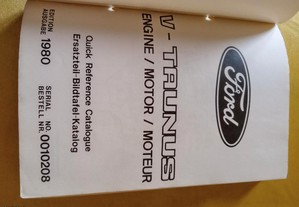 Ford
V - TAUNUS
ENGINE / MOTOR / MOTEUR
Quick Reference Catalogue
Ersatzteil-Bildtafel-Katalog
EDITION
AUSGABE 1980
SERIAL NO.
BESTELL NR. 0010208